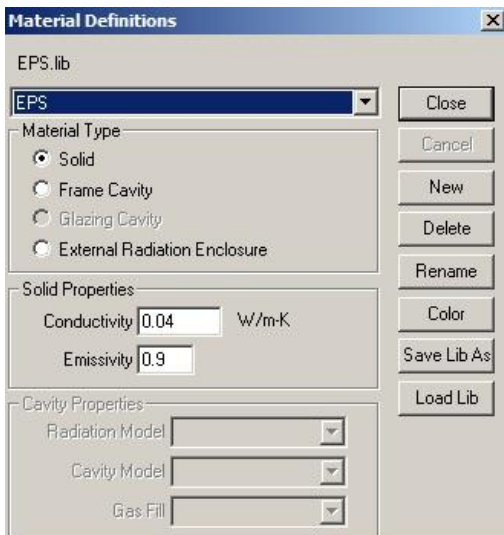 Material Definitions
EPS.lib
EPS
Close
Material Type
Cancel
Solid
Frame Cavity
New
Glazing Cavity
Delete
External Radiation Enclosure
Rename
Solid Properties
Conductivity 0.04 W/m-K
Color
Emissivity 0.9
Save Lib As
Cavity Properties
Load Lib
Radiation Model
Cavity Model
Gas Fill